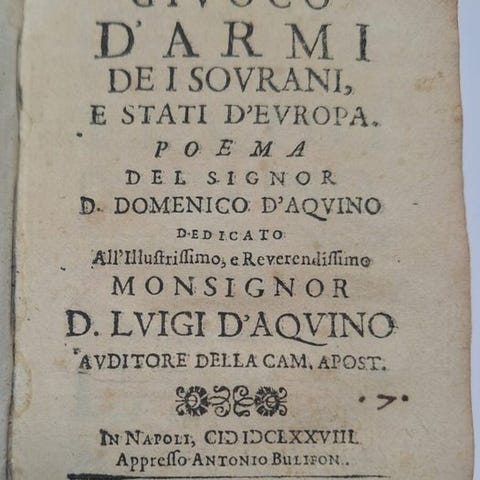 GIVOCO
D'ARMI
DE I SOVRANI,
E STATI D'EVROPA.
POEMA
DEL SIGNOR
D. DOMENICO D'AQVINO
DEDICATO
All'Illuſtriſſimo, e Reverendiſſimo
MONSIGNOR
D. LVIGI D'AQVINO
AVDITORE DELLA CAM. APOST.
IN NAPOLI, CIƆ IƆCLXXVIII.
Appreſſo ANTONIO BULIFON.